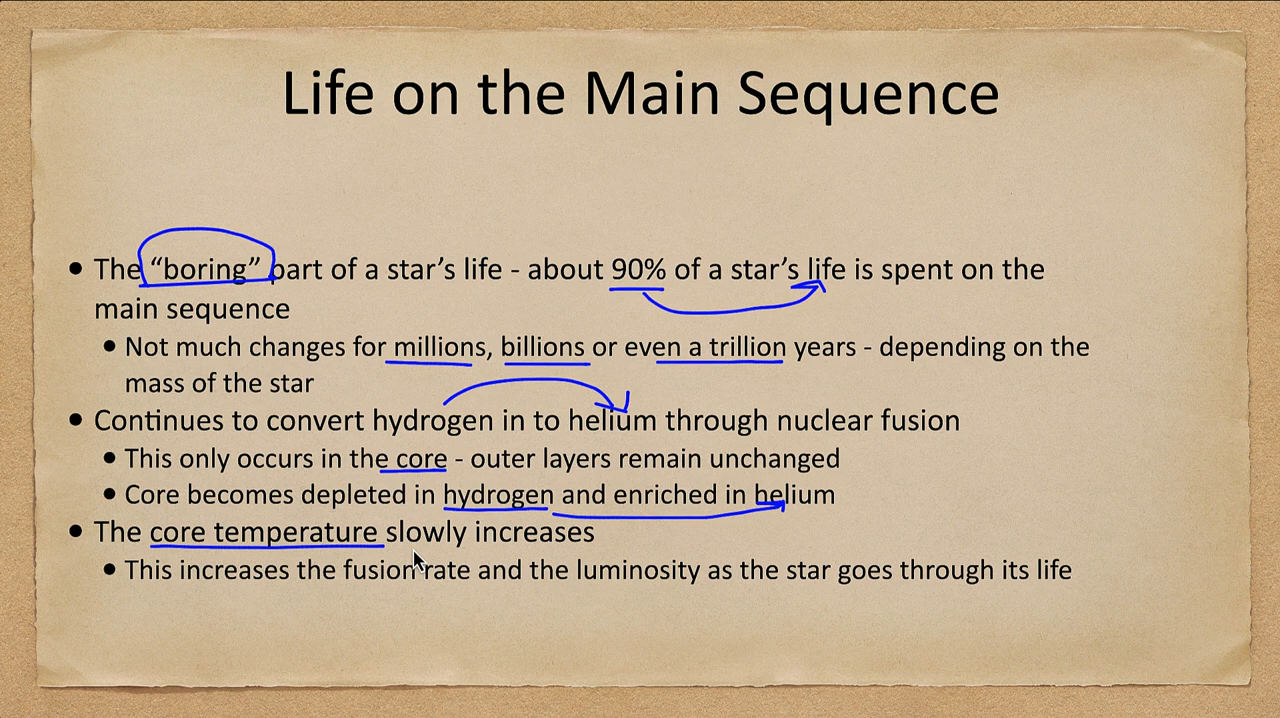 Life on the Main Sequence
• The “boring” part of a star’s life - about 90% of a star’s life is spent on the
main sequence
• Not much changes for millions, billions or even a trillion years - depending on the
mass of the star
• Continues to convert hydrogen in to helium through nuclear fusion
• This only occurs in the core - outer layers remain unchanged
• Core becomes depleted in hydrogen and enriched in helium
• The core temperature slowly increases
• This increases the fusion rate and the luminosity as the star goes through its life